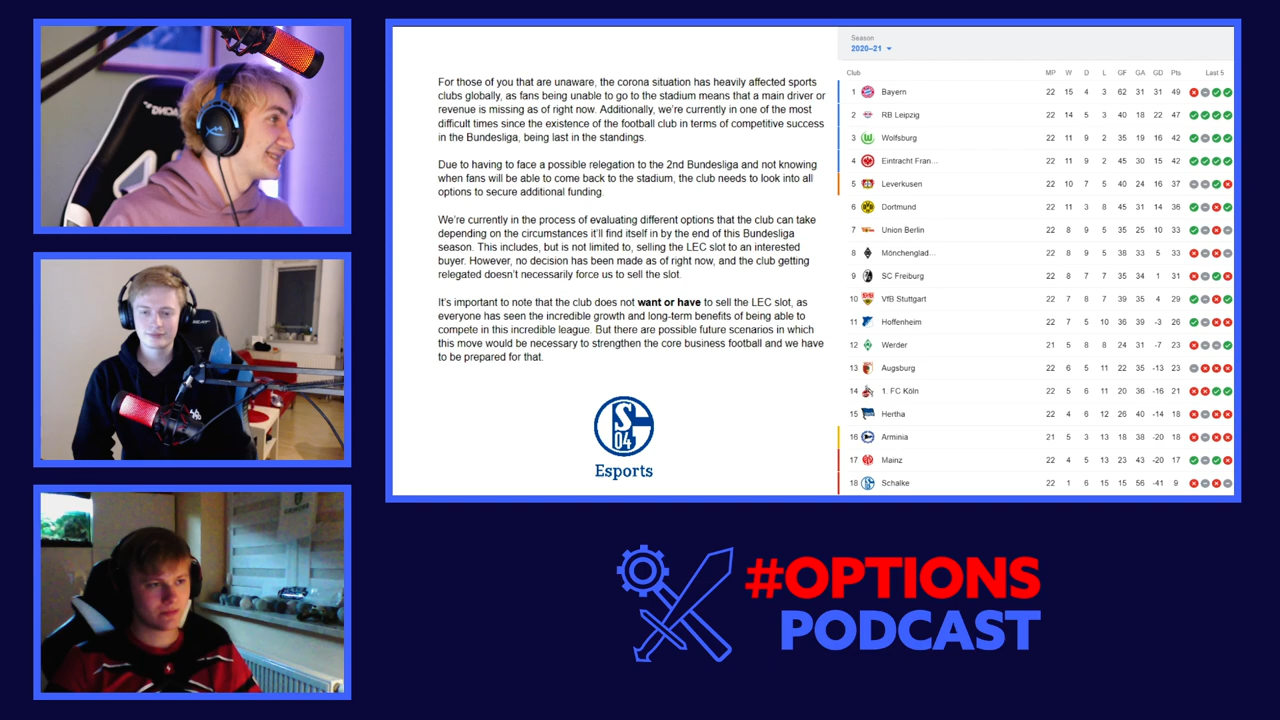 For those of you that are unaware, the corona situation has heavily affected sports
clubs globally, as fans being unable to go to the stadium means that a main driver or
revenue is missing as of right now. Additionally, we're currently in one of the most
difficult times since the existence of the football club in terms of competitive success
in the Bundesliga, being last in the standings.
Due to having to face a possible relegation to the 2nd Bundesliga and not knowing
when fans will be able to come back to the stadium, the club needs to look into all
options to secure additional funding.
We're currently in the process of evaluating different options that the club can take
depending on the circumstances it'll find itself in by the end of this Bundesliga
season. This includes, but is not limited to, selling the LEC slot to an interested
buyer. However, no decision has been made as of right now, and the club getting
relegated doesn't necessarily force us to sell the slot.
It's important to note that the club does not want or have to sell the LEC slot, as
everyone has seen the incredible growth and long-term benefits of being able to
compete in this incredible league. But there are possible future scenarios in which
this move would be necessary to strengthen the core business football and we have
to be prepared for that.
S
04
Esports
Season
2020–21
Club MP W D L GF GA GD Pts Last 5
1 Bayern 22 15 4 3 62 31 31 49
2 RB Leipzig 22 14 5 3 40 18 22 47
3 Wolfsburg 22 11 9 2 35 19 16 42
4 Eintracht Fran... 22 11 9 2 45 30 15 42
5 Leverkusen 22 10 7 5 40 24 16 37
6 Dortmund 22 11 3 8 45 31 14 36
7 Union Berlin 22 8 9 5 35 25 10 33
8 Mönchenglad... 22 8 9 5 38 33 5 33
9 SC Freiburg 22 8 7 7 35 34 1 31
10 VfB Stuttgart 22 7 8 7 39 35 4 29
11 Hoffenheim 22 7 5 10 36 39 -3 26
12 Werder 21 5 8 8 24 31 -7 23
13 Augsburg 22 6 5 11 22 35 -13 23
14 1. FC Köln 22 5 6 11 20 36 -16 21
15 Hertha 22 4 6 12 26 40 -14 18
16 Arminia 21 5 3 13 18 38 -20 18
17 Mainz 22 4 5 13 23 43 -20 17
18 Schalke 22 1 6 15 15 56 -41 9
#OPTIONS
PODCAST